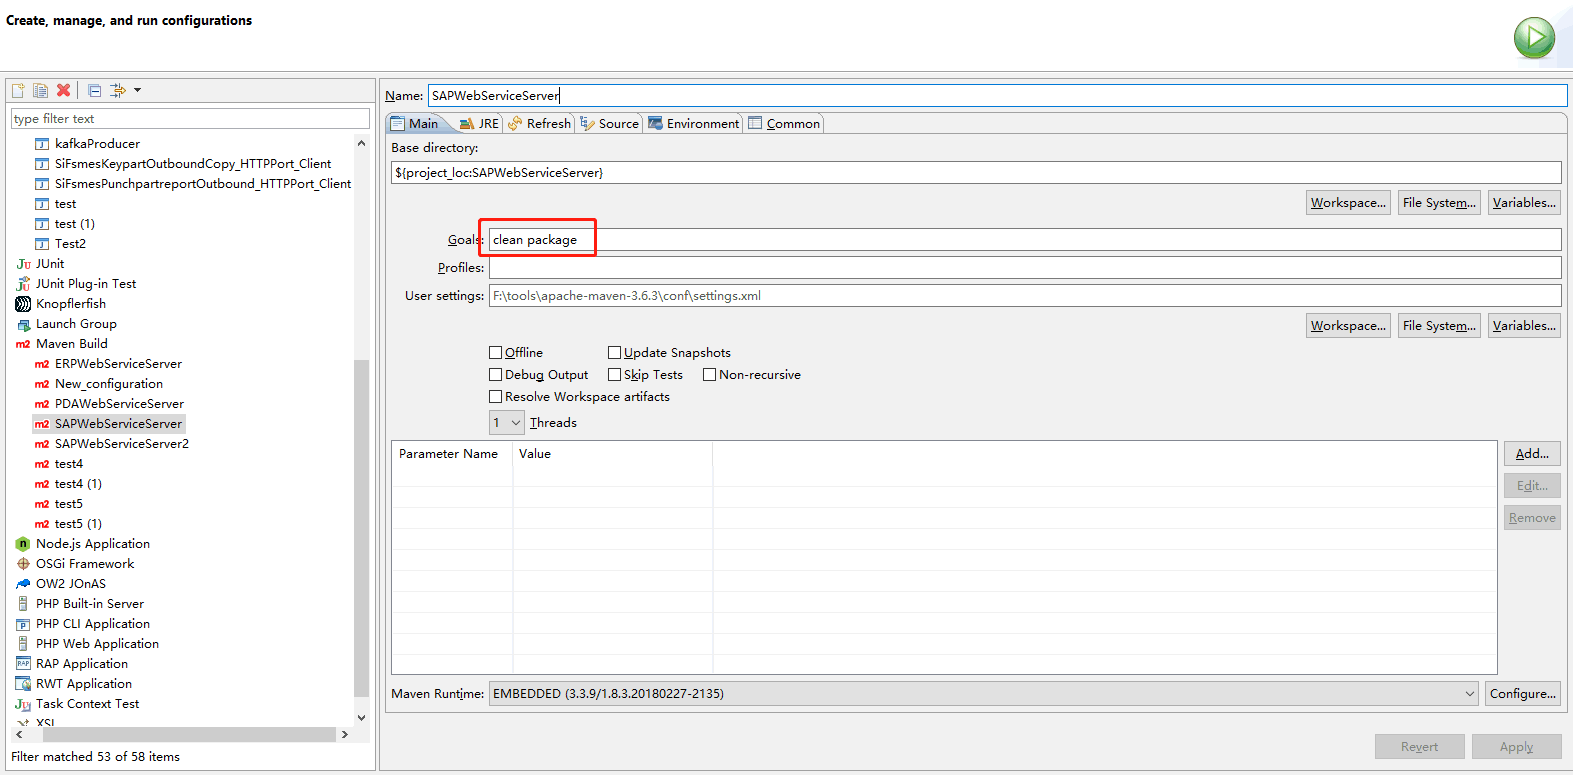 Create, manage, and run configurations
type filter text
kafkaProducer
SiFsmesKeypartOutboundCopy_HTTPPort_Client
SiFsmesPunchpartreportOutbound_HTTPPort_Client
test
test (1)
Test2
JUnit
JUnit Plug-in Test
Knopflerfish
Launch Group
Maven Build
ERPWebServiceServer
New_configuration
PDAWebServiceServer
SAPWebServiceServer
SAPWebServiceServer2
test4
test4 (1)
test5
test5 (1)
Node.js Application
OSGi Framework
OW2 JOnAS
PHP Built-in Server
PHP CLI Application
PHP Web Application
RAP Application
RWT Application
Task Context Test
XSL
Filter matched 53 of 58 items
Name: SAPWebServiceServer
Main JRE Refresh Source Environment Common
Base directory:
${project_loc:SAPWebServiceServer}
Workspace... File System... Variables...
Goals: clean package
Profiles:
User settings: F:\tools\apache-maven-3.6.3\conf\settings.xml
Workspace... File System... Variables...
Offline Update Snapshots
Debug Output Skip Tests Non-recursive
Resolve Workspace artifacts
1 Threads
Parameter Name Value
Add...
Edit...
Remove
Maven Runtime: EMBEDDED (3.3.9/1.8.3.20180227-2135) Configure...
Revert Apply